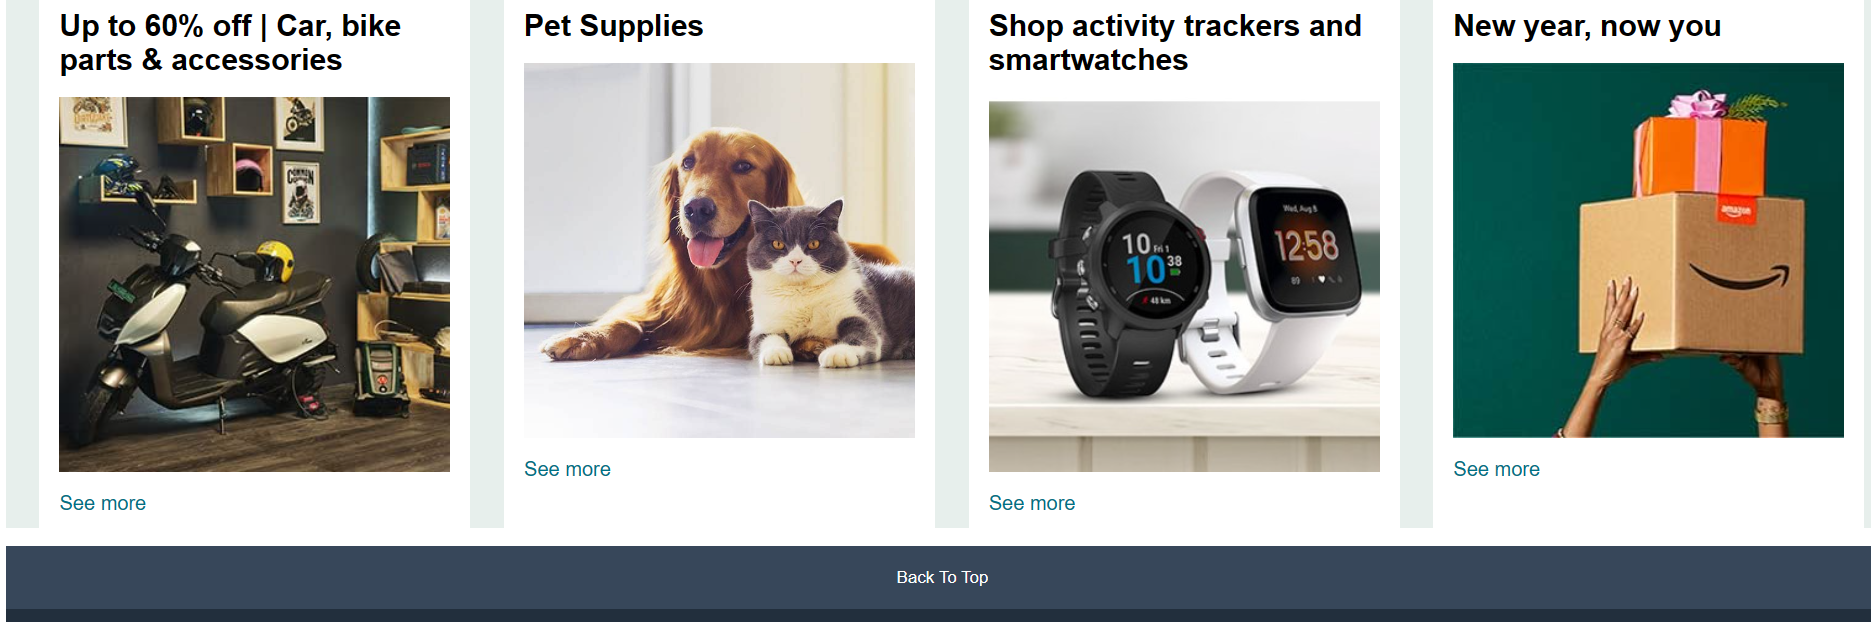 Up to 60% off | Car, bike
parts & accessories
Pet Supplies
Shop activity trackers and
smartwatches
New year, now you
COMMON
10 Fri 1
10 38
48 km
Wed, Aug 8
12:58
89
amazon
See more
See more
See more
See more
Back To Top